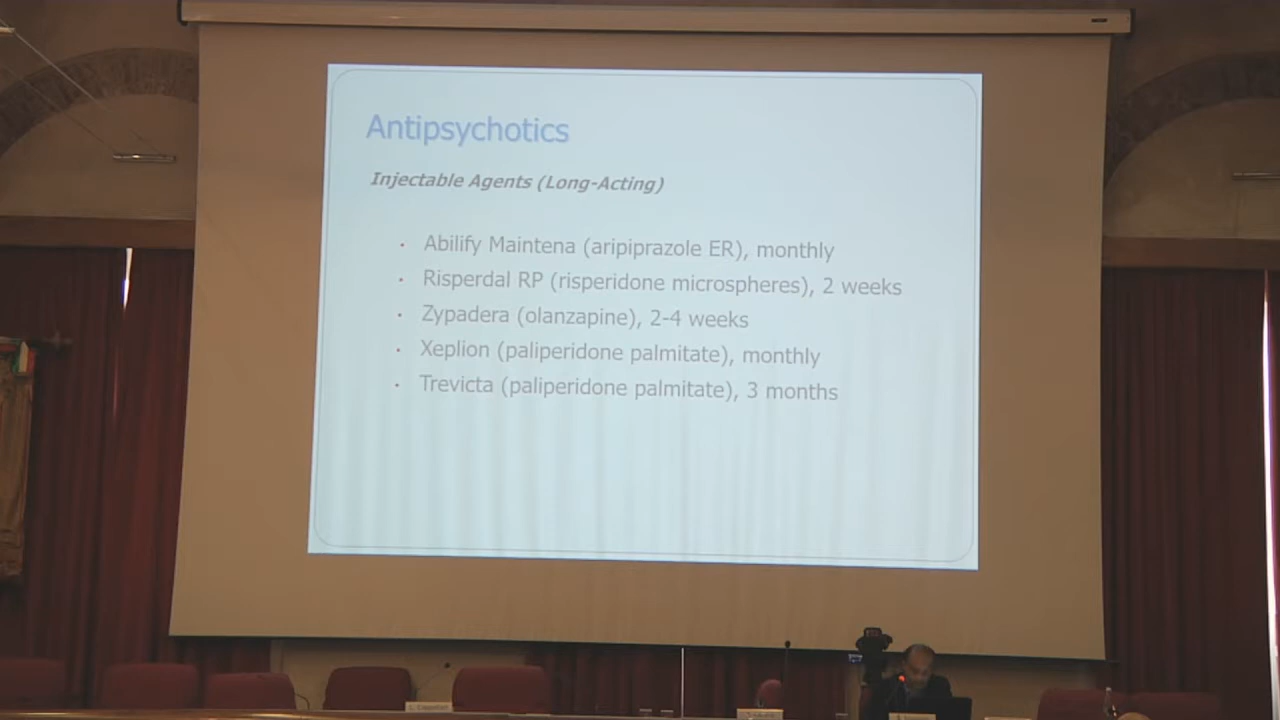 Antipsychotics
Injectable Agents (Long-Acting)
· Abilify Maintena (aripiprazole ER), monthly
· Risperdal RP (risperidone microspheres), 2 weeks
· Zypadera (olanzapine), 2-4 weeks
· Xeplion (paliperidone palmitate), monthly
· Trevicta (paliperidone palmitate), 3 months